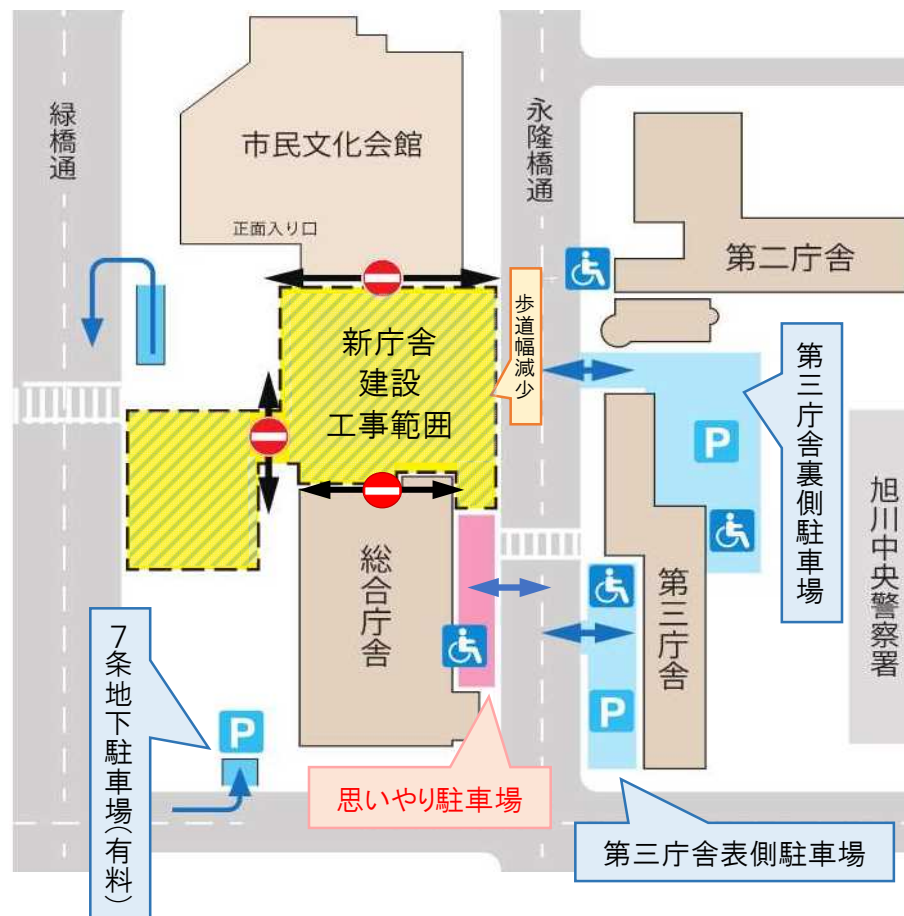 緑橋通
市民文化会館
正面入り口
永隆橋通
第二庁舎
歩道幅減少
新庁舎
建設
工事範囲
第三庁舎裏側駐車場
P
旭川中央警察署
総合庁舎
第三庁舎
7条地下駐車場(有料)
P
P
思いやり駐車場
第三庁舎表側駐車場